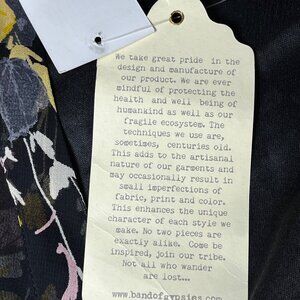 We take great pride in the
design and manufacture of
our product. We are ever
mindful of protecting the
health and well being of
humankind as well as our
fragile ecosystem. The
techniques we use are,
sometimes, centuries old.
This adds to the artisanal
nature of our garments and
may occasionally result in
small imperfections of
fabric, print and color.
This enhances the unique
character of each style we
make. No two pieces are
exactly alike. Come be
inspired, join our tribe.
Not all who wander
are lost...
www.bandofgypsies.com